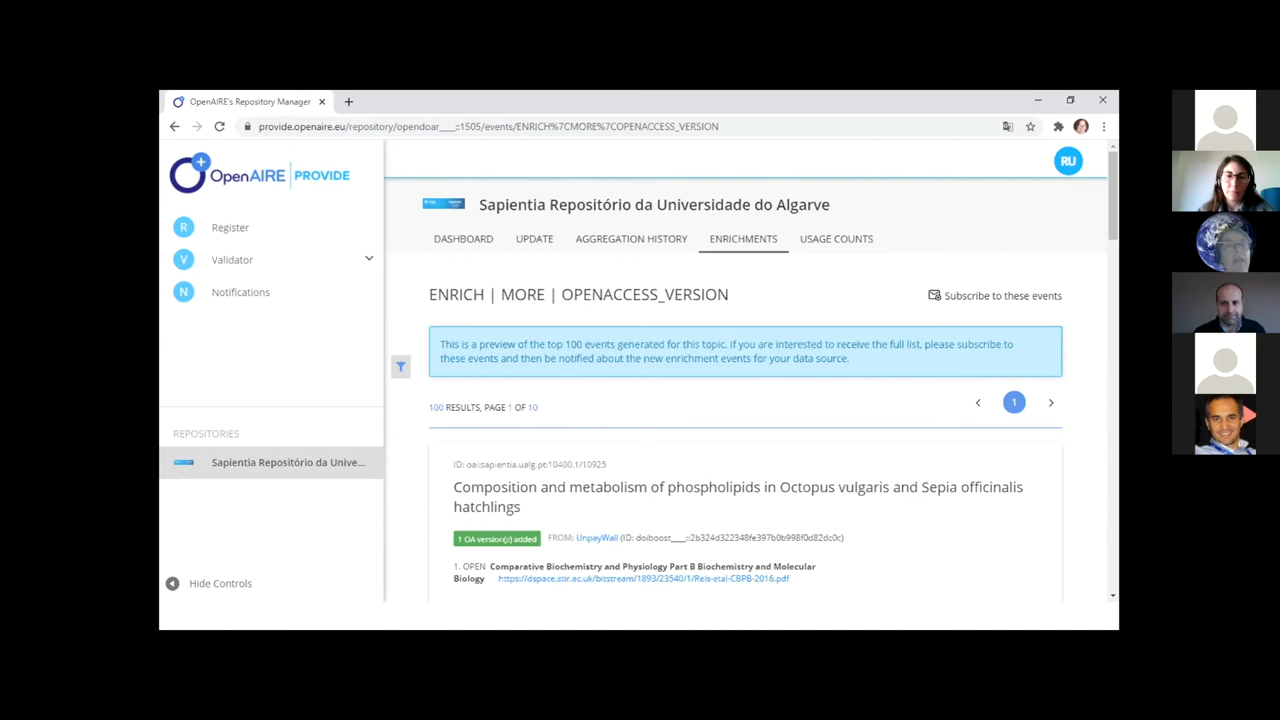 OpenAIRE's Repository Manager
provide.openaire.eu/repository/opendoar____::1505/events/ENRICH%7CMORE%7COPENACCESS_VERSION
OpenAIRE PROVIDE
RU
Sapientia Repositório da Universidade do Algarve
R Register
V Validator
N Notifications
DASHBOARD UPDATE AGGREGATION HISTORY ENRICHMENTS USAGE COUNTS
ENRICH | MORE | OPENACCESS_VERSION
Subscribe to these events
This is a preview of the top 100 events generated for this topic. If you are interested to receive the full list, please subscribe to
these events and then be notified about the new enrichment events for your data source.
100 RESULTS, PAGE 1 OF 10
1
REPOSITORIES
Sapientia Repositório da Unive...
ID: oai:sapientia.ualg.pt:10400.1/10925
Composition and metabolism of phospholipids in Octopus vulgaris and Sepia officinalis
hatchlings
1 OA version(s) added FROM: UnpayWall (ID: doiboost____::2b324d322348fe397b0b998f0d82dc0c)
1. OPEN Comparative Biochemistry and Physiology Part B Biochemistry and Molecular
Biology https://dspace.stir.ac.uk/bitstream/1893/23540/1/Reis-etal-CBPB-2016.pdf
Hide Controls